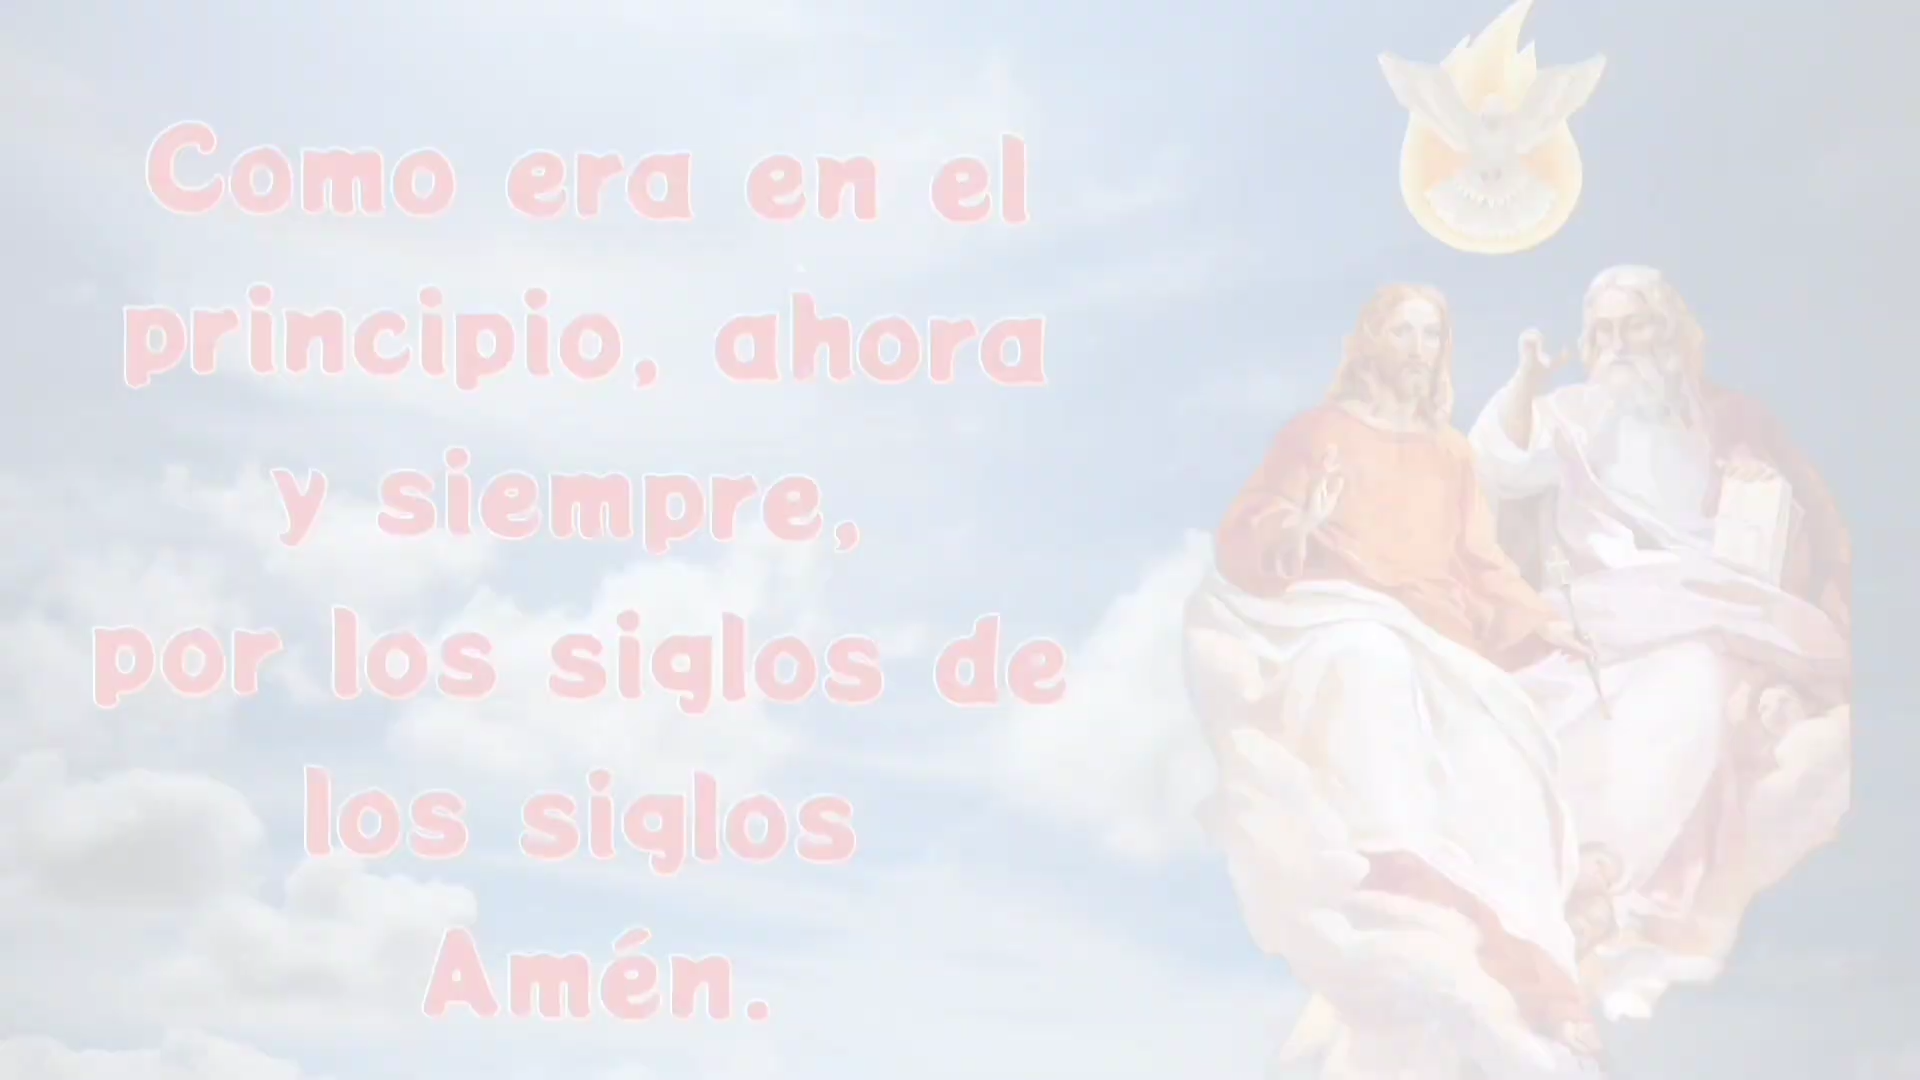 Como era en el
principio, ahora
y siempre,
por los siglos de
los siglos
Amén.